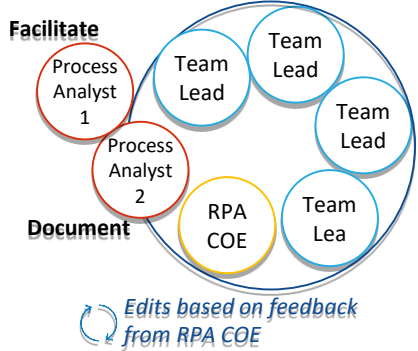 Facilitate
Process
Analyst
1
Team
Lead
Team
Lead
Team
Lead
Process
Analyst
2
RPA
COE
Team
Lea
Document
Edits based on feedback
from RPA COE